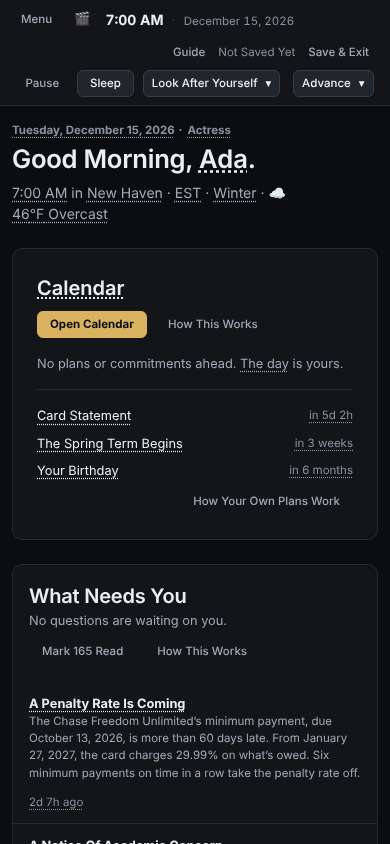 Menu 🎬 7:00 AM · December 15, 2026
Guide Not Saved Yet Save & Exit
Pause Sleep Look After Yourself ▾ Advance ▾
Tuesday, December 15, 2026 · Actress
Good Morning, Ada.
7:00 AM in New Haven · EST · Winter · ☁️
46°F Overcast
Calendar
Open Calendar How This Works
No plans or commitments ahead. The day is yours.
Card Statement in 5d 2h
The Spring Term Begins in 3 weeks
Your Birthday in 6 months
How Your Own Plans Work
What Needs You
No questions are waiting on you.
Mark 165 Read How This Works
A Penalty Rate Is Coming
The Chase Freedom Unlimited's minimum payment, due
October 13, 2026, is more than 60 days late. From January
27, 2027, the card charges 29.99% on what's owed. Six
minimum payments on time in a row take the penalty rate off.
2d 7h ago
A Notice Of Academic Concern